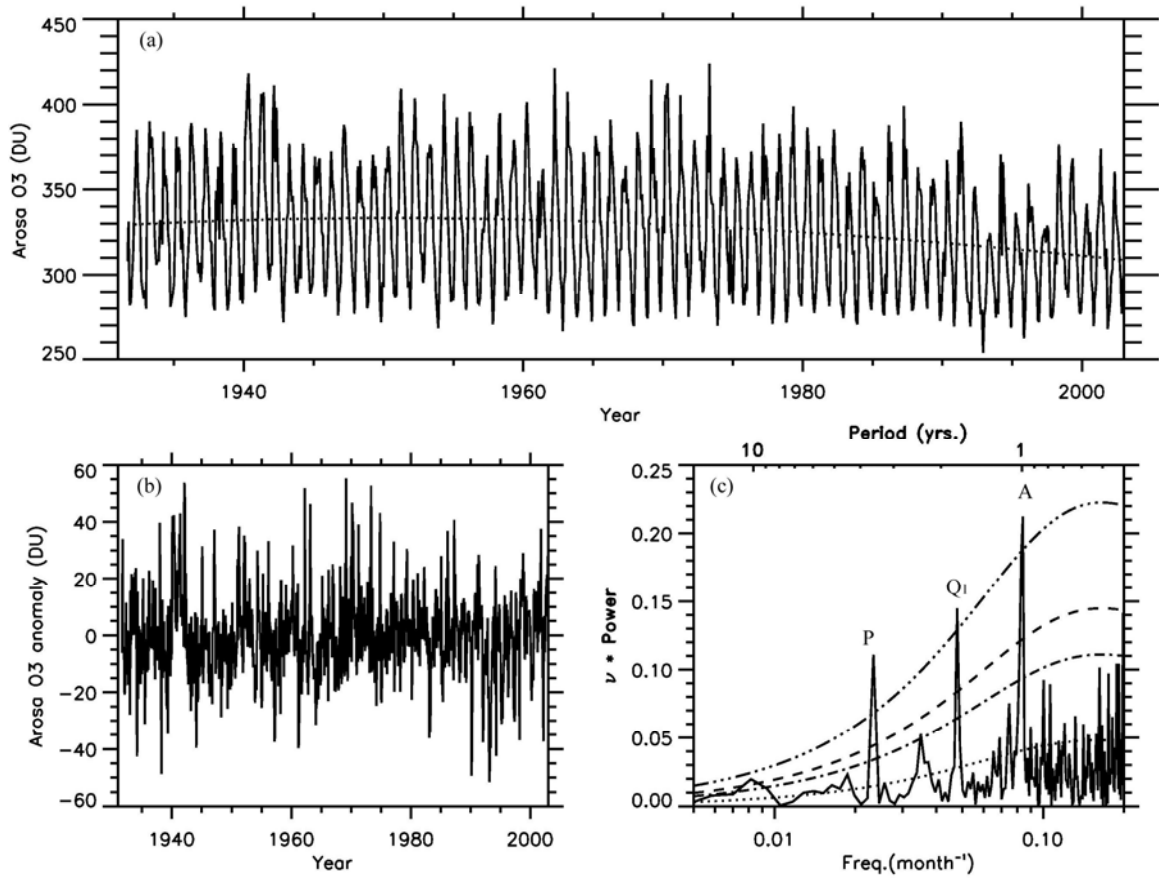 (a)
Arosa O3 (DU)
450
400
350
300
250
1940
1960
1980
2000
Year
(b)
Arosa O3 anomaly (DU)
60
40
20
0
−20
−40
−60
1940
1960
1980
2000
Year
Period (yrs.)
10
1
(c)
ν * Power
0.25
0.20
0.15
0.10
0.05
0.00
P
Q1
A
0.01
0.10
Freq.(month⁻¹)